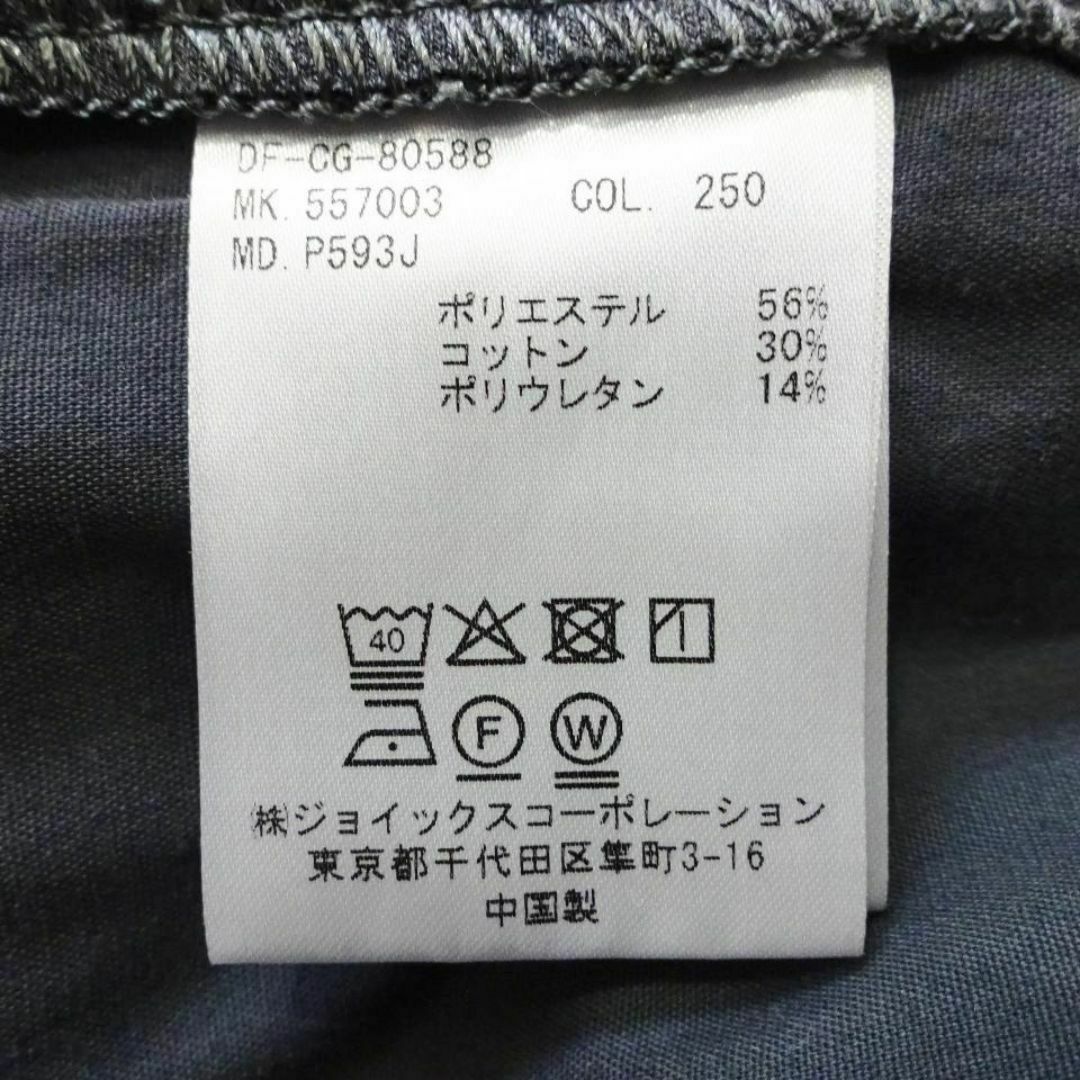 DF-CG-80588
MK. 557003 COL. 250
MD. P593J
ポリエステル 56%
コットン 30%
ポリウレタン 14%
40
F W
㈱ジョイックスコーポレーション
東京都千代田区隼町3-16
中国製